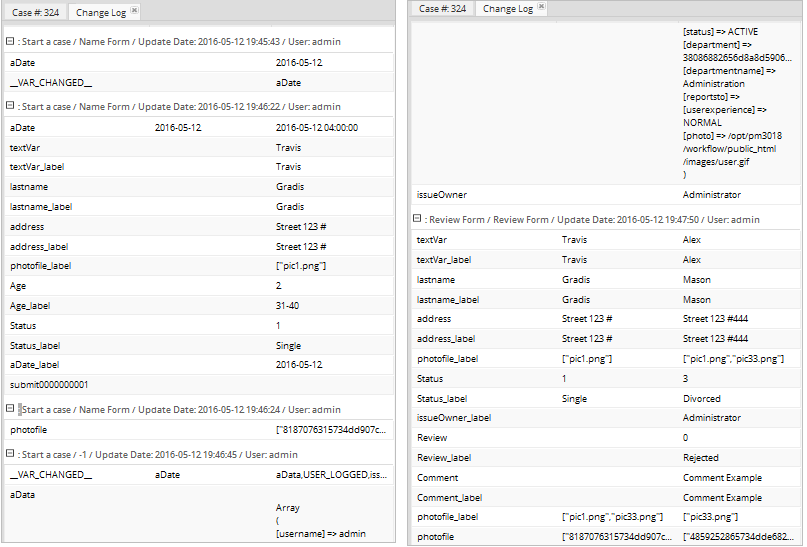 Case #: 324 Change Log
: Start a case / Name Form / Update Date: 2016-05-12 19:45:43 / User: admin
aDate 2016-05-12
__VAR_CHANGED__ aDate
: Start a case / Name Form / Update Date: 2016-05-12 19:46:22 / User: admin
aDate 2016-05-12 2016-05-12 04:00:00
textVar Travis
textVar_label Travis
lastname Gradis
lastname_label Gradis
address Street 123 #
address_label Street 123 #
photofile_label ["pic1.png"]
Age 2
Age_label 31-40
Status 1
Status_label Single
aDate_label 2016-05-12
submit0000000001
: Start a case / Name Form / Update Date: 2016-05-12 19:46:24 / User: admin
photofile ["8187076315734dd907c...
: Start a case / -1 / Update Date: 2016-05-12 19:46:45 / User: admin
__VAR_CHANGED__ aDate aData,USER_LOGGED,iss...
aData
Array
(
[username] => admin
Case #: 324 Change Log
[status] => ACTIVE
[department] =>
38086882656d8a8d5906...
[departmentname] =>
Administration
[reportsto] =>
[userexperience] =>
NORMAL
[photo] => /opt/pm3018
/workflow/public_html
/images/user.gif
)
issueOwner Administrator
: Review Form / Review Form / Update Date: 2016-05-12 19:47:50 / User: admin
textVar Travis Alex
textVar_label Travis Alex
lastname Gradis Mason
lastname_label Gradis Mason
address Street 123 # Street 123 #444
address_label Street 123 # Street 123 #444
photofile_label ["pic1.png"] ["pic1.png","pic33.png"]
Status 1 3
Status_label Single Divorced
issueOwner_label Administrator
Review 0
Review_label Rejected
Comment Comment Example
Comment_label Comment Example
photofile_label ["pic1.png","pic33.png"] ["pic33.png"]
photofile ["8187076315734dd907c... ["4859252865734dde682...